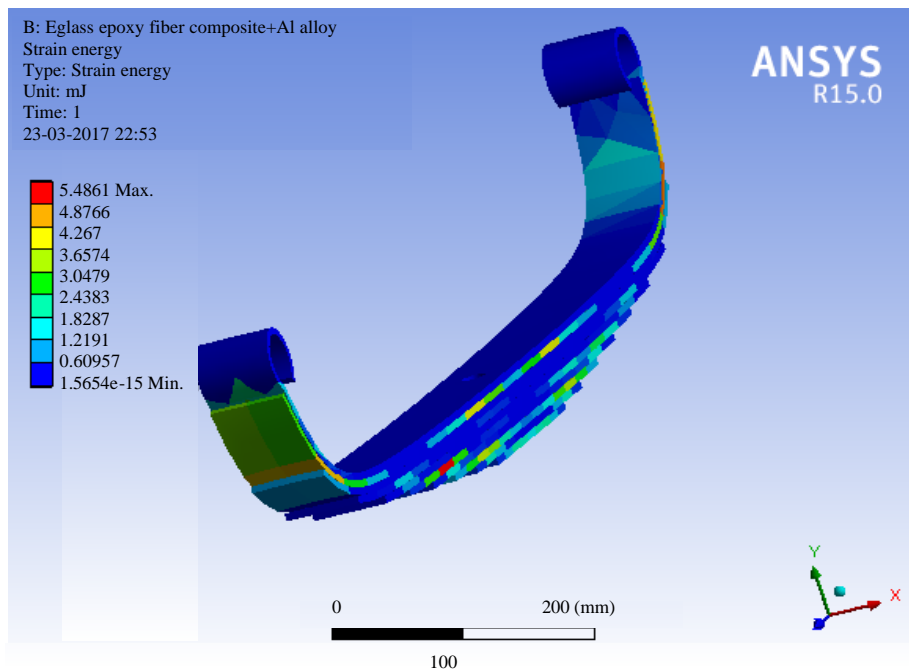 B: Eglass epoxy fiber composite+Al alloy
Strain energy
Type: Strain energy
Unit: mJ
Time: 1
23-03-2017 22:53
ANSYS
R15.0
5.4861 Max.
4.8766
4.267
3.6574
3.0479
2.4383
1.8287
1.2191
0.60957
1.5654e-15 Min.
0 200 (mm)
100
Y
X